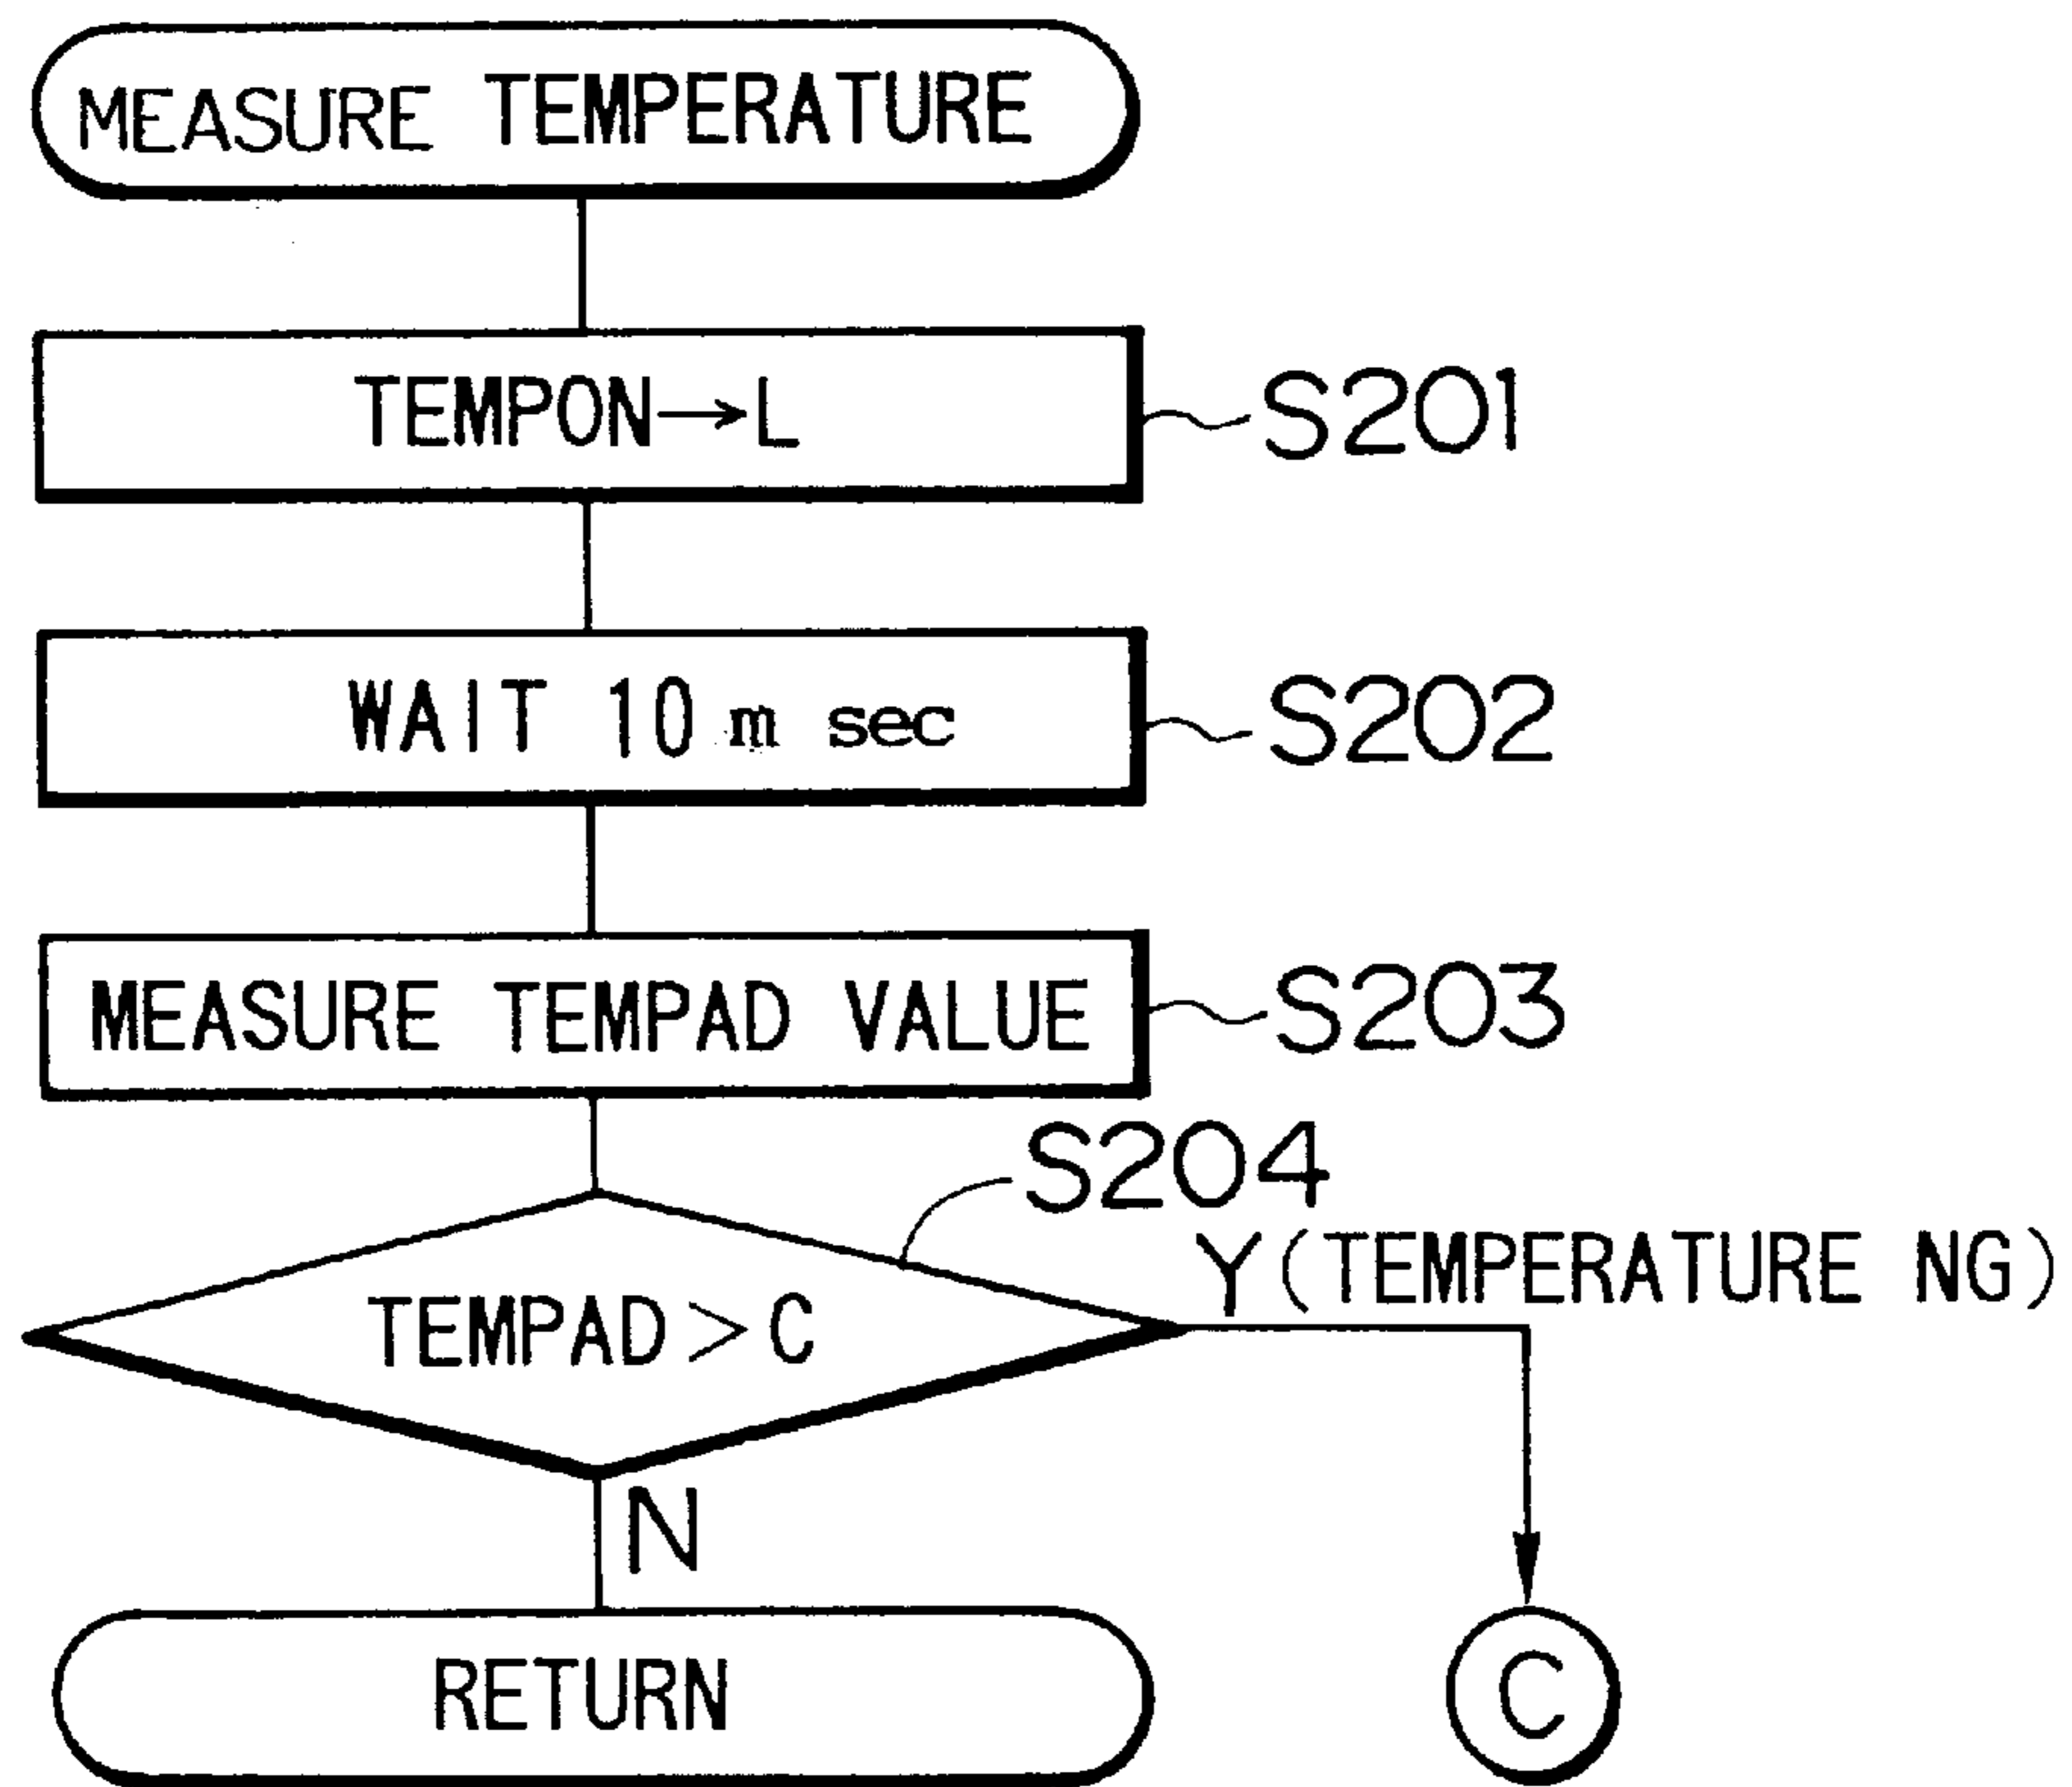 MEASURE TEMPERATURE
TEMPON→L
S201
WAIT 10 m sec
S202
MEASURE TEMPAD VALUE
S203
S204
Y(TEMPERATURE NG)
TEMPAD>C
N
RETURN
C